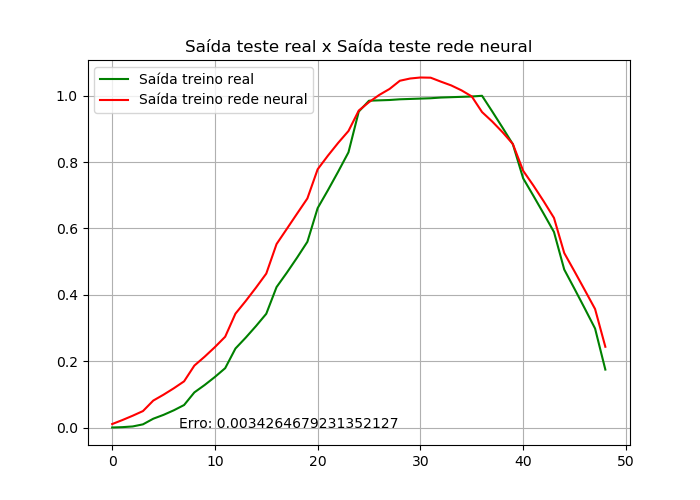 Saída teste real x Saída teste rede neural
Saída treino real
Saída treino rede neural
1.0
0.8
0.6
0.4
0.2
0.0
Erro: 0.0034264679231352127
0 10 20 30 40 50